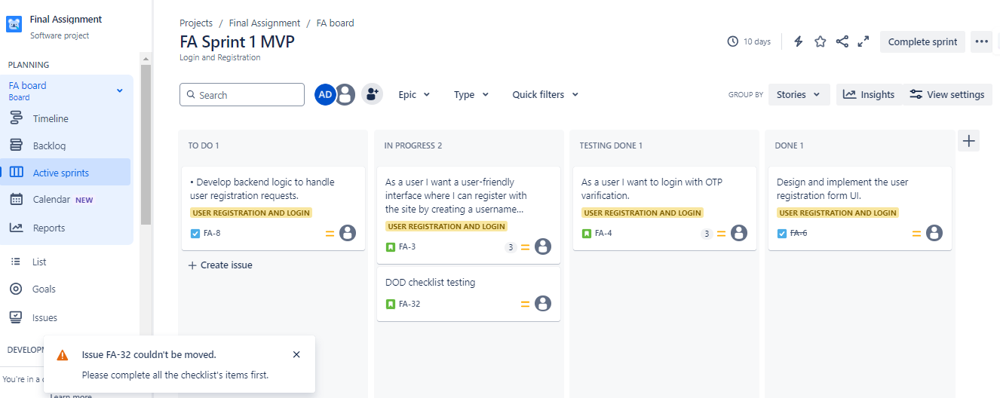 Final Assignment
Software project
PLANNING
FA board
Board
Timeline
Backlog
Active sprints
Calendar NEW
Reports
List
Goals
Issues
DEVELOPM
You're in a
Learn more
Projects / Final Assignment / FA board
FA Sprint 1 MVP
Login and Registration
10 days
Complete sprint
Search
AD
Epic
Type
Quick filters
GROUP BY
Stories
Insights
View settings
TO DO 1
• Develop backend logic to handle
user registration requests.
USER REGISTRATION AND LOGIN
FA-8
+ Create issue
IN PROGRESS 2
As a user I want a user-friendly
interface where I can register with
the site by creating a username...
USER REGISTRATION AND LOGIN
FA-3
3
DOD checklist testing
FA-32
TESTING DONE 1
As a user I want to login with OTP
varification.
USER REGISTRATION AND LOGIN
FA-4
3
DONE 1
Design and implement the user
registration form UI.
USER REGISTRATION AND LOGIN
FA-6
Issue FA-32 couldn't be moved.
Please complete all the checklist's items first.